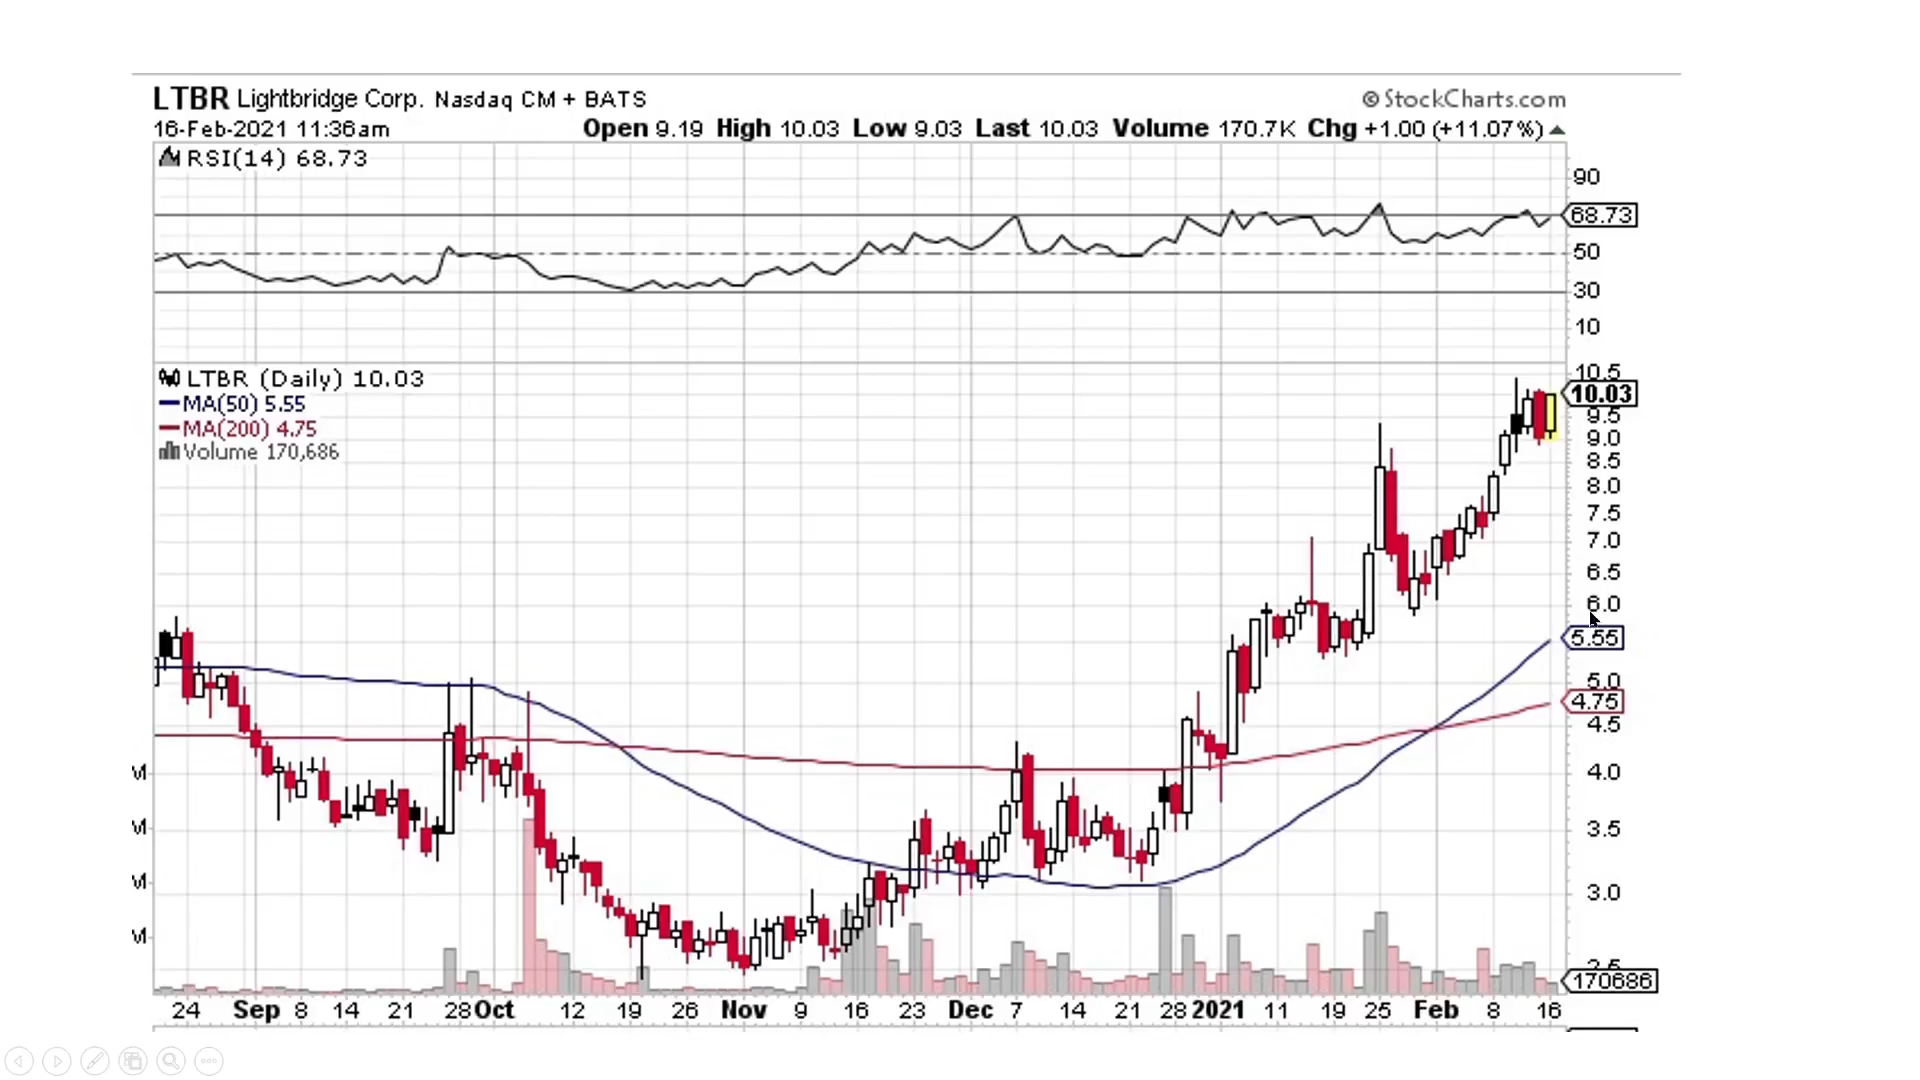 LTBR Lightbridge Corp. Nasdaq CM + BATS
© StockCharts.com
16-Feb-2021 11:36am
Open 9.19 High 10.03 Low 9.03 Last 10.03 Volume 170.7K Chg +1.00 (+11.07%)
RSI(14) 68.73
90
68.73
50
30
10
LTBR (Daily) 10.03
MA(50) 5.55
MA(200) 4.75
Volume 170,686
10.5
10.03
9.5
9.0
8.5
8.0
7.5
7.0
6.5
6.0
5.55
5.0
4.75
4.5
4.0
3.5
3.0
2.5
170686
M
M
M
M
24 Sep 8 14 21 28 Oct 12 19 26 Nov 9 16 23 Dec 7 14 21 28 2021 11 19 25 Feb 8 16